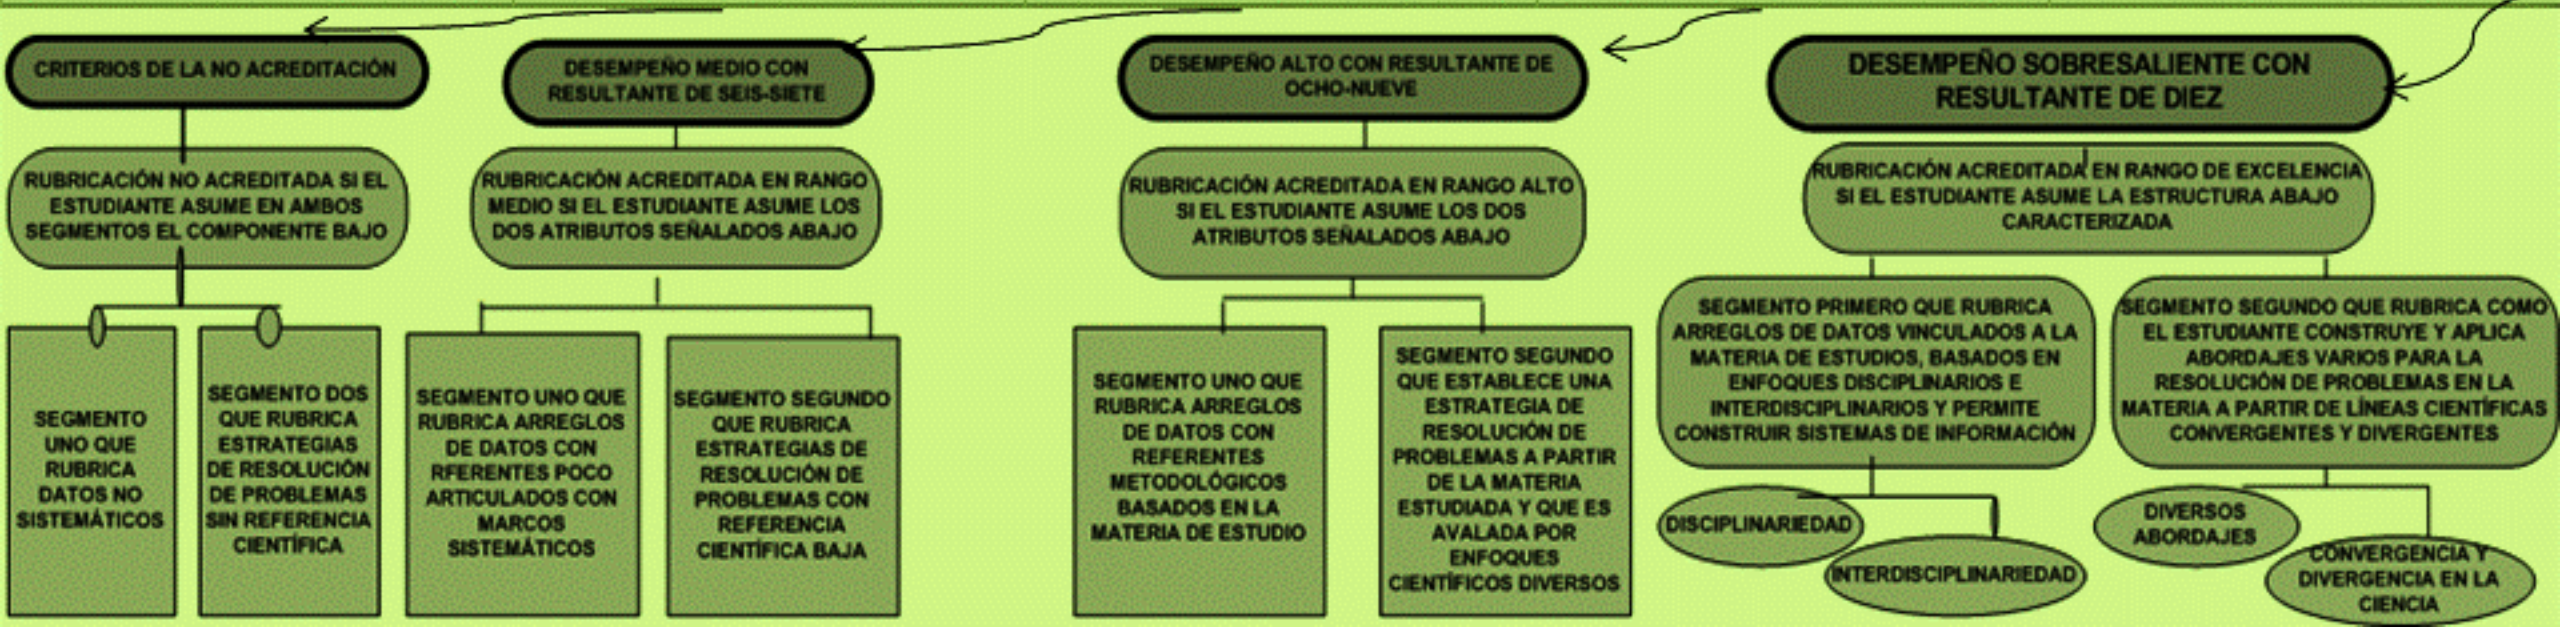 CRITERIOS DE LA NO ACREDITACIÓN
RUBRICACIÓN NO ACREDITADA SI EL
ESTUDIANTE ASUME EN AMBOS
SEGMENTOS EL COMPONENTE BAJO
SEGMENTO
UNO QUE
RUBRICA
DATOS NO
SISTEMÁTICOS
SEGMENTO DOS
QUE RUBRICA
ESTRATEGIAS
DE RESOLUCIÓN
DE PROBLEMAS
SIN REFERENCIA
CIENTÍFICA
DESEMPEÑO MEDIO CON
RESULTANTE DE SEIS-SIETE
RUBRICACIÓN ACREDITADA EN RANGO
MEDIO SI EL ESTUDIANTE ASUME LOS
DOS ATRIBUTOS SEÑALADOS ABAJO
SEGMENTO UNO QUE
RUBRICA ARREGLOS
DE DATOS CON
RFERENTES POCO
ARTICULADOS CON
MARCOS
SISTEMÁTICOS
SEGMENTO SEGUNDO
QUE RUBRICA
ESTRATEGIAS DE
RESOLUCIÓN DE
PROBLEMAS CON
REFERENCIA
CIENTÍFICA BAJA
DESEMPEÑO ALTO CON RESULTANTE DE
OCHO-NUEVE
RUBRICACIÓN ACREDITADA EN RANGO ALTO
SI EL ESTUDIANTE ASUME LOS DOS
ATRIBUTOS SEÑALADOS ABAJO
SEGMENTO UNO QUE
RUBRICA ARREGLOS
DE DATOS CON
REFERENTES
METODOLÓGICOS
BASADOS EN LA
MATERIA DE ESTUDIO
SEGMENTO SEGUNDO
QUE ESTABLECE UNA
ESTRATEGIA DE
RESOLUCIÓN DE
PROBLEMAS A PARTIR
DE LA MATERIA
ESTUDIADA Y QUE ES
AVALADA POR
ENFOQUES
CIENTÍFICOS DIVERSOS
DESEMPEÑO SOBRESALIENTE CON
RESULTANTE DE DIEZ
RUBRICACIÓN ACREDITADA EN RANGO DE EXCELENCIA
SI EL ESTUDIANTE ASUME LA ESTRUCTURA ABAJO
CARACTERIZADA
SEGMENTO PRIMERO QUE RUBRICA
ARREGLOS DE DATOS VINCULADOS A LA
MATERIA DE ESTUDIOS, BASADOS EN
ENFOQUES DISCIPLINARIOS E
INTERDISCIPLINARIOS Y PERMITE
CONSTRUIR SISTEMAS DE INFORMACIÓN
DISCIPLINARIEDAD
INTERDISCIPLINARIEDAD
SEGMENTO SEGUNDO QUE RUBRICA COMO
EL ESTUDIANTE CONSTRUYE Y APLICA
ABORDAJES VARIOS PARA LA
RESOLUCIÓN DE PROBLEMAS EN LA
MATERIA A PARTIR DE LÍNEAS CIENTÍFICAS
CONVERGENTES Y DIVERGENTES
DIVERSOS
ABORDAJES
CONVERGENCIA Y
DIVERGENCIA EN LA
CIENCIA